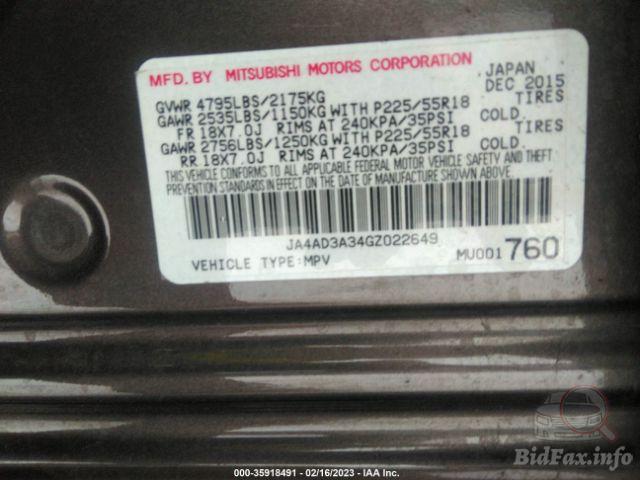 MFD. BY MITSUBISHI MOTORS CORPORATION JAPAN
GVWR 4795LBS/2175KG DEC 2015
GAWR 2535LBS/1150KG WITH P225/55R18 TIRES
FR 18X7.0J RIMS AT 240KPA/35PSI COLD.
GAWR 2756LBS/1250KG WITH P225/55R18 TIRES
RR 18X7.0J RIMS AT 240KPA/35PSI COLD.
THIS VEHICLE CONFORMS TO ALL APPLICABLE FEDERAL MOTOR VEHICLE SAFETY AND THEFT
PREVENTION STANDARDS IN EFFECT ON THE DATE OF MANUFACTURE SHOWN ABOVE.
JA4AD3A34GZ022649
VEHICLE TYPE:MPV MU001760
BidFax.info
000-35918491 - 02/16/2023 - IAA Inc.